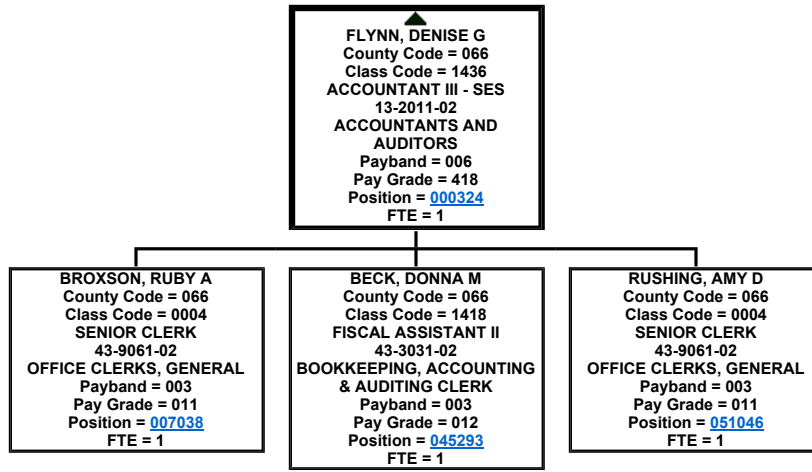 FLYNN, DENISE G
County Code = 066
Class Code = 1436
ACCOUNTANT III - SES
13-2011-02
ACCOUNTANTS AND
AUDITORS
Payband = 006
Pay Grade = 418
Position = 000324
FTE = 1
BROXSON, RUBY A
County Code = 066
Class Code = 0004
SENIOR CLERK
43-9061-02
OFFICE CLERKS, GENERAL
Payband = 003
Pay Grade = 011
Position = 007038
FTE = 1
BECK, DONNA M
County Code = 066
Class Code = 1418
FISCAL ASSISTANT II
43-3031-02
BOOKKEEPING, ACCOUNTING
& AUDITING CLERK
Payband = 003
Pay Grade = 012
Position = 045293
FTE = 1
RUSHING, AMY D
County Code = 066
Class Code = 0004
SENIOR CLERK
43-9061-02
OFFICE CLERKS, GENERAL
Payband = 003
Pay Grade = 011
Position = 051046
FTE = 1